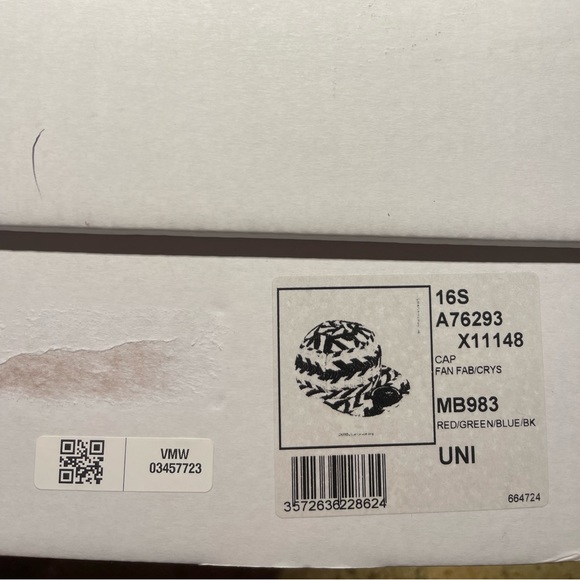 16S
A76293
X11148
CAP
FAN FAB/CRYS
MB983
RED/GREEN/BLUE/BK
UNI
3572636228624
664724
VMW
03457723